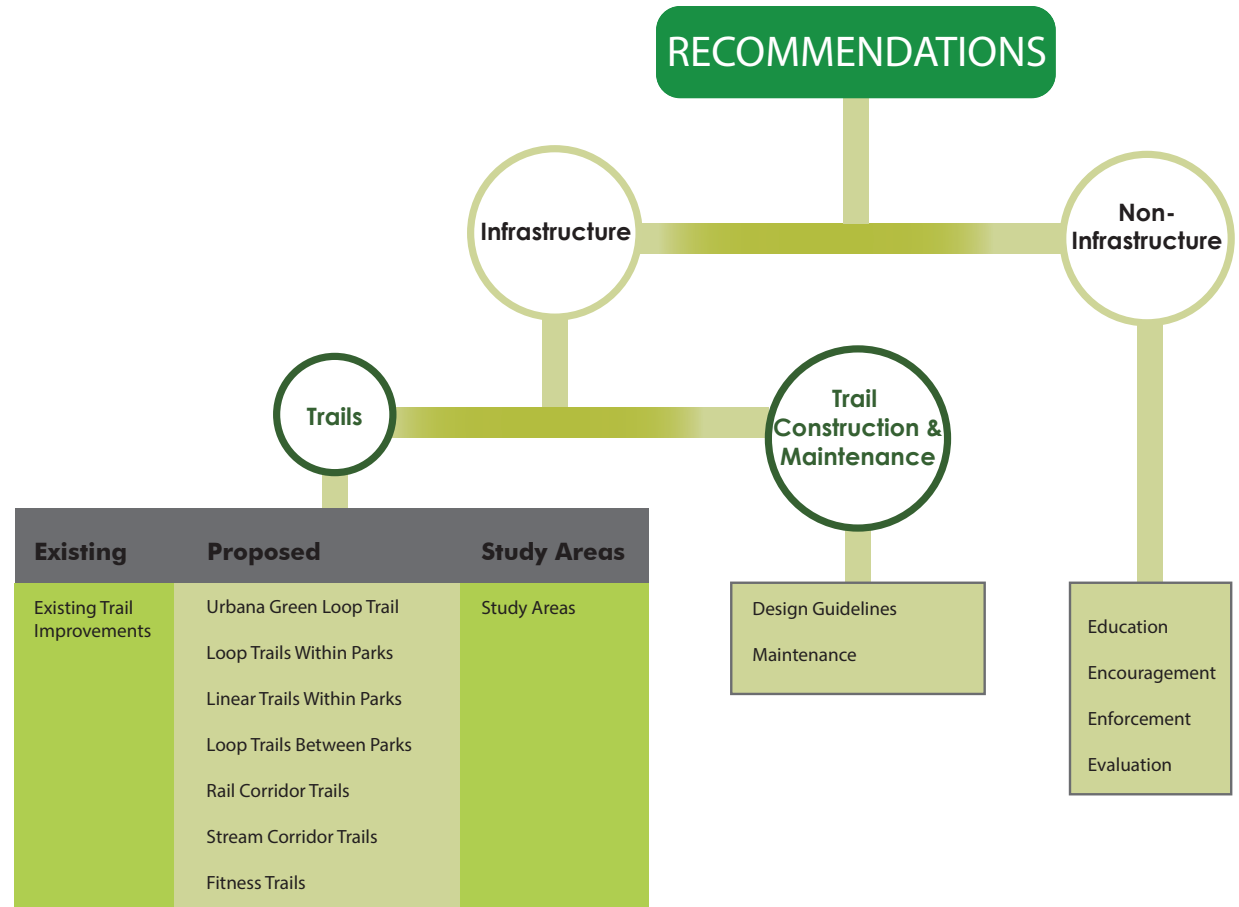 RECOMMENDATIONS
Infrastructure
Non-
Infrastructure
Trails
Trail
Construction &
Maintenance
Existing
Proposed
Study Areas
Existing Trail
Improvements
Urbana Green Loop Trail
Loop Trails Within Parks
Linear Trails Within Parks
Loop Trails Between Parks
Rail Corridor Trails
Stream Corridor Trails
Fitness Trails
Study Areas
Design Guidelines
Maintenance
Education
Encouragement
Enforcement
Evaluation